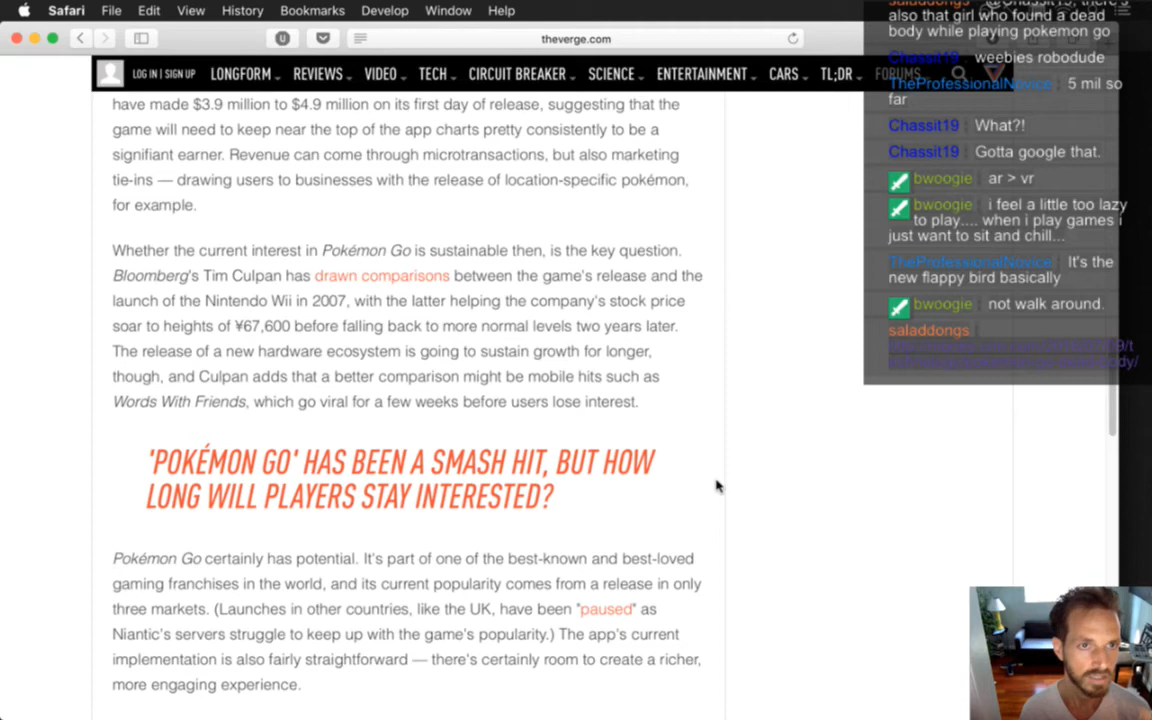 Safari File Edit View History Bookmarks Develop Window Help
theverge.com
LOG IN | SIGN UP LONGFORM REVIEWS VIDEO TECH CIRCUIT BREAKER SCIENCE ENTERTAINMENT CARS TL;DR FORUMS
have made $3.9 million to $4.9 million on its first day of release, suggesting that the
game will need to keep near the top of the app charts pretty consistently to be a
signifiant earner. Revenue can come through microtransactions, but also marketing
tie-ins — drawing users to businesses with the release of location-specific pokémon,
for example.
Whether the current interest in Pokémon Go is sustainable then, is the key question.
Bloomberg's Tim Culpan has drawn comparisons between the game's release and the
launch of the Nintendo Wii in 2007, with the latter helping the company's stock price
soar to heights of ¥67,600 before falling back to more normal levels two years later.
The release of a new hardware ecosystem is going to sustain growth for longer,
though, and Culpan adds that a better comparison might be mobile hits such as
Words With Friends, which go viral for a few weeks before users lose interest.
'POKÉMON GO' HAS BEEN A SMASH HIT, BUT HOW
LONG WILL PLAYERS STAY INTERESTED?
Pokémon Go certainly has potential. It's part of one of the best-known and best-loved
gaming franchises in the world, and its current popularity comes from a release in only
three markets. (Launches in other countries, like the UK, have been "paused" as
Niantic's servers struggle to keep up with the game's popularity.) The app's current
implementation is also fairly straightforward — there's certainly room to create a richer,
more engaging experience.
saladdongs @Chassit19, there's
also that girl who found a dead
body while playing pokemon go
Chassit19 weebies robodude
TheProfessionalNovice 5 mil so
far
Chassit19 What?!
Chassit19 Gotta google that.
bwoogie ar > vr
bwoogie i feel a little too lazy
to play.... when i play games i
just want to sit and chill...
TheProfessionalNovice It's the
new flappy bird basically
bwoogie not walk around.
saladdongs